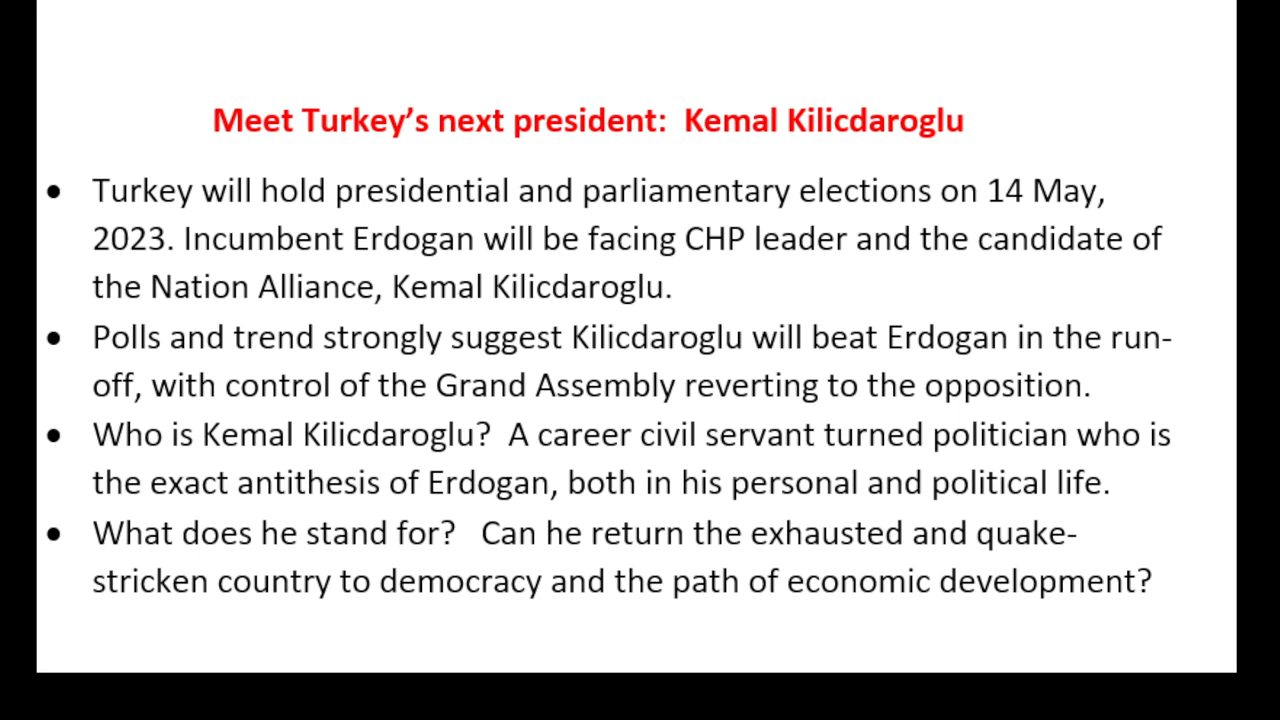 Meet Turkey’s next president:  Kemal Kilicdaroglu
• Turkey will hold presidential and parliamentary elections on 14 May,
2023. Incumbent Erdogan will be facing CHP leader and the candidate of
the Nation Alliance, Kemal Kilicdaroglu.
• Polls and trend strongly suggest Kilicdaroglu will beat Erdogan in the run-
off, with control of the Grand Assembly reverting to the opposition.
• Who is Kemal Kilicdaroglu?  A career civil servant turned politician who is
the exact antithesis of Erdogan, both in his personal and political life.
• What does he stand for?   Can he return the exhausted and quake-
stricken country to democracy and the path of economic development?